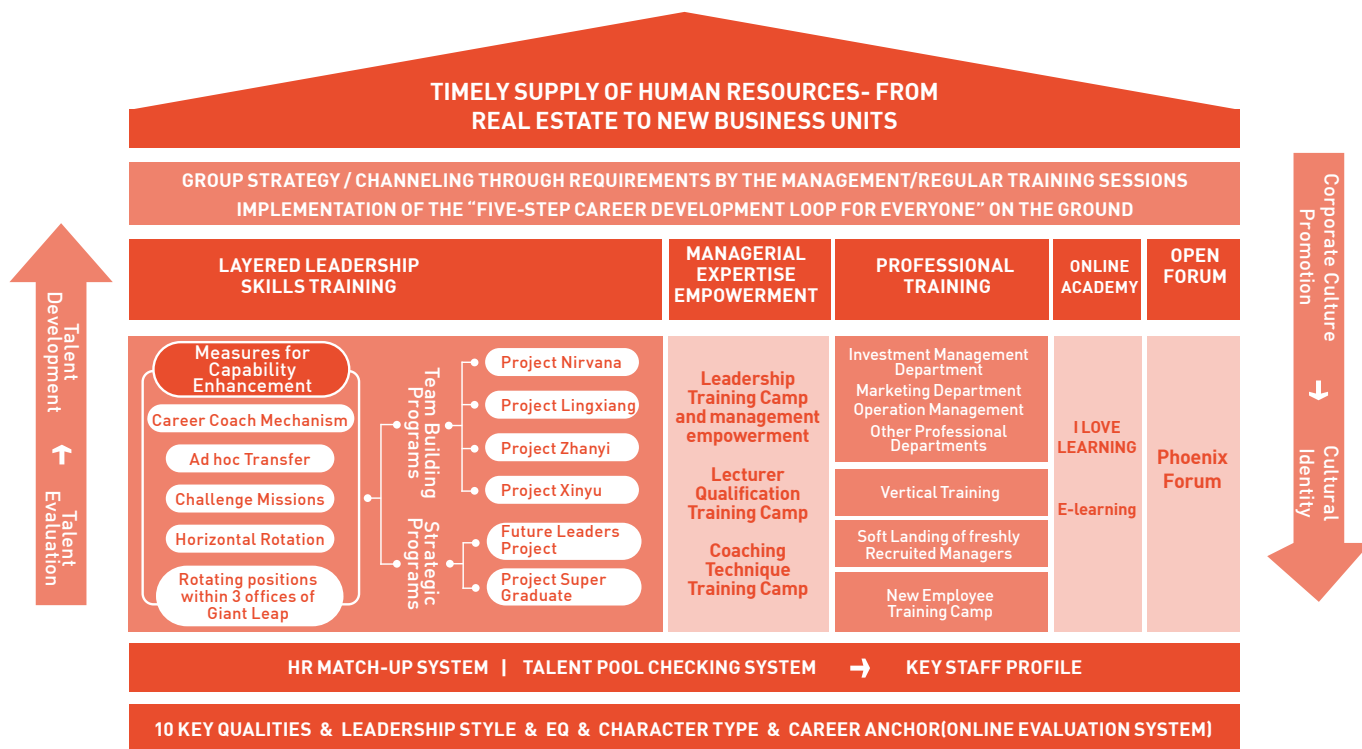 TIMELY SUPPLY OF HUMAN RESOURCES- FROM
REAL ESTATE TO NEW BUSINESS UNITS
GROUP STRATEGY / CHANNELING THROUGH REQUIREMENTS BY THE MANAGEMENT/REGULAR TRAINING SESSIONS
IMPLEMENTATION OF THE “FIVE-STEP CAREER DEVELOPMENT LOOP FOR EVERYONE” ON THE GROUND
Talent
Development
Talent
Evaluation
LAYERED LEADERSHIP
SKILLS TRAINING
Measures for
Capability
Enhancement
Career Coach Mechanism
Ad hoc Transfer
Challenge Missions
Horizontal Rotation
Rotating positions
within 3 offices of
Giant Leap
Team Building
Programs
Project Nirvana
Project Lingxiang
Project Zhanyi
Project Xinyu
Strategic
Programs
Future Leaders
Project
Project Super
Graduate
MANAGERIAL
EXPERTISE
EMPOWERMENT
Leadership
Training Camp
and management
empowerment
Lecturer
Qualification
Training Camp
Coaching
Technique
Training Camp
PROFESSIONAL
TRAINING
Investment Management
Department
Marketing Department
Operation Management
Other Professional
Departments
Vertical Training
Soft Landing of freshly
Recruited Managers
New Employee
Training Camp
ONLINE
ACADEMY
I LOVE
LEARNING
E-learning
OPEN
FORUM
Phoenix
Forum
Corporate Culture
Promotion
Cultural
Identity
HR MATCH-UP SYSTEM | TALENT POOL CHECKING SYSTEM → KEY STAFF PROFILE
10 KEY QUALITIES & LEADERSHIP STYLE & EQ & CHARACTER TYPE & CAREER ANCHOR(ONLINE EVALUATION SYSTEM)